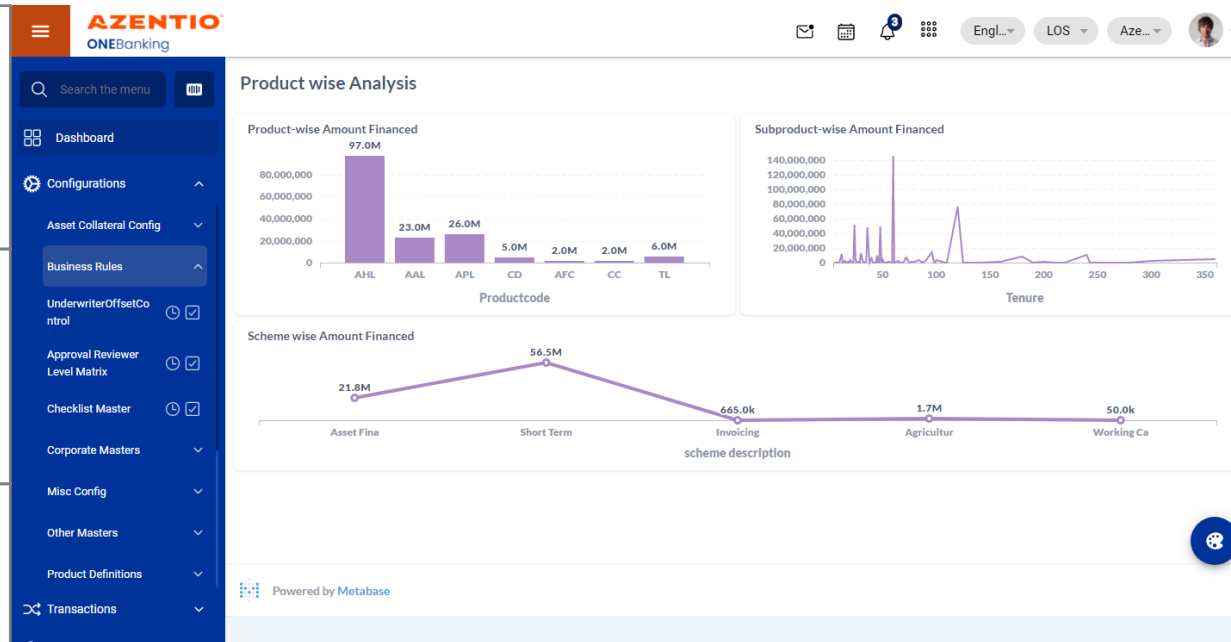 AZENTIO
ONEBanking
3
Engl...
LOS
Aze...
Search the menu
Dashboard
Configurations
Asset Collateral Config
Business Rules
UnderwriterOffsetCo
ntrol
Approval Reviewer
Level Matrix
Checklist Master
Corporate Masters
Misc Config
Other Masters
Product Definitions
Transactions
Product wise Analysis
Product-wise Amount Financed
97.0M
80,000,000
60,000,000
40,000,000
20,000,000
0
23.0M
26.0M
5.0M
2.0M
2.0M
6.0M
AHL AAL APL CD AFC CC TL
Productcode
Subproduct-wise Amount Financed
140,000,000
120,000,000
100,000,000
80,000,000
60,000,000
40,000,000
20,000,000
0
50 100 150 200 250 300 350
Tenure
Scheme wise Amount Financed
21.8M
56.5M
665.0k
1.7M
50.0k
Asset Fina Short Term Invoicing Agricultur Working Ca
scheme description
Powered by Metabase